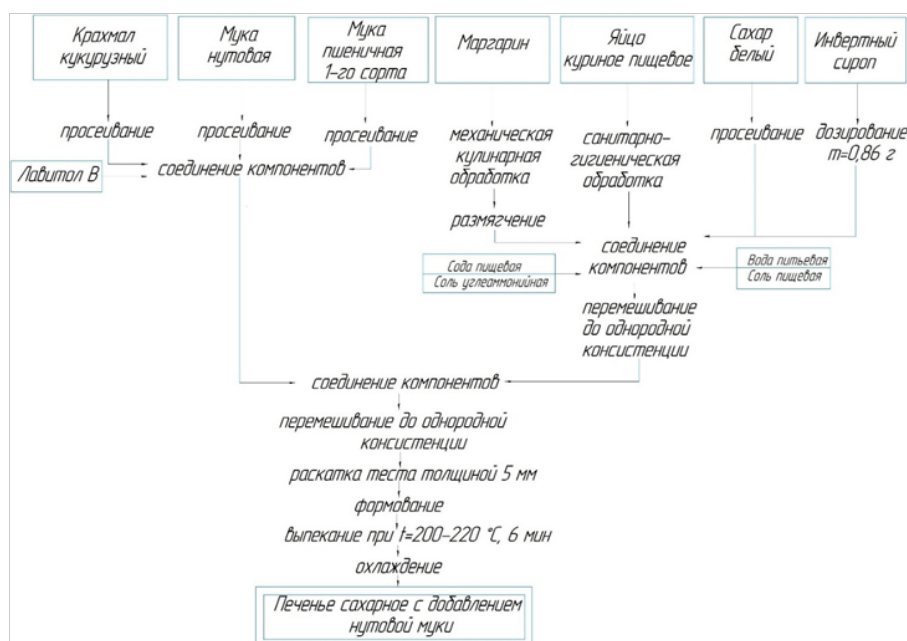 Крахмал
кукурузный
Мука
нутовая
Мука
пшеничная
1-го сорта
Маргарин
Яйцо
куриное пищевое
Сахар
белый
Инвертный
сироп
просеивание
просеивание
просеивание
механическая
кулинарная
обработка
санитарно-
гигиеническая
обработка
просеивание
дозирование
m=0,86 г
Лавитол В
соединение компонентов
размягчение
соединение
компонентов
Сода пищевая
Соль углеаммонийная
Вода питьевая
Соль пищевая
перемешивание
до однородной
консистенции
соединение компонентов
перемешивание до однородной
консистенции
раскатка теста толщиной 5 мм
формование
выпекание при t=200–220 °С, 6 мин
охлаждение
Печенье сахарное с добавлением
нутовой муки